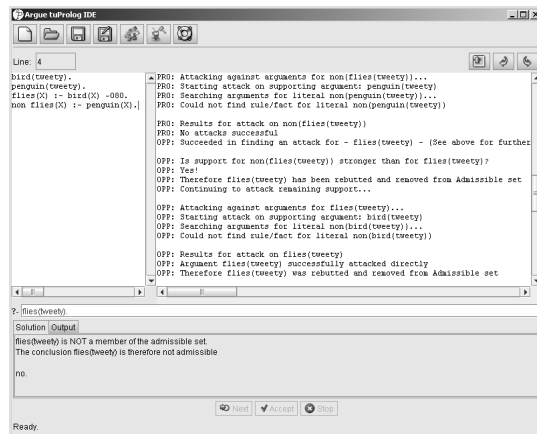 Argue tuProlog IDE
Line: 4
bird(tweety).
penguin(tweety).
flies(X) :- bird(X) -080.
non flies(X) :- penguin(X).
PRO: Attacking against arguments for non(flies(tweety))...
PRO: Starting attack on supporting argument: penguin(tweety)
PRO: Searching arguments for literal non(penguin(tweety))...
PRO: Could not find rule/fact for literal non(penguin(tweety))
PRO: Results for attack on non(flies(tweety))
PRO: No attacks successful
OPP: Succeeded in finding an attack for - flies(tweety) - (See above for further
OPP: Is support for non(flies(tweety)) stronger than for flies(tweety)?
OPP: Yes!
OPP: Therefore flies(tweety) has been rebutted and removed from Admissible set
OPP: Continuing to attack remaining support...
OPP: Attacking against arguments for flies(tweety)...
OPP: Starting attack on supporting argument: bird(tweety)
OPP: Searching arguments for literal non(bird(tweety))...
OPP: Could not find rule/fact for literal non(bird(tweety))
OPP: Results for attack on flies(tweety)
OPP: Argument flies(tweety) successfully attacked directly
OPP: Therefore flies(tweety) was rebutted and removed from Admissible set
?- flies(tweety).
Solution Output
flies(tweety) is NOT a member of the admissible set.
The conclusion flies(tweety) is therefore not admissible
no.
Next Accept Stop
Ready.